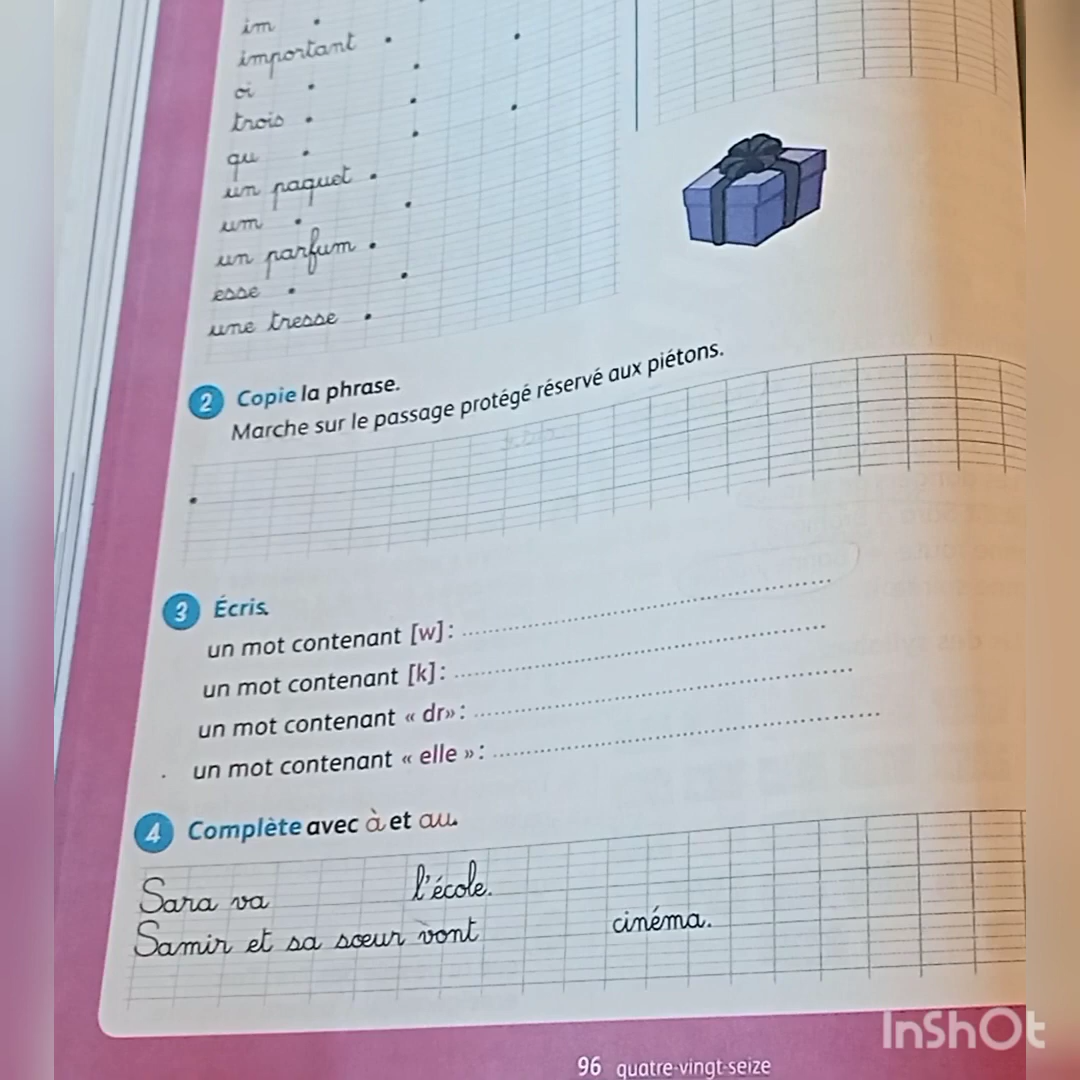 im
important
oi
trois
qu
un paquet
um
un parfum
esse
une tresse
2 Copie la phrase.
Marche sur le passage protégé réservé aux piétons.
3 Écris.
un mot contenant [w] :
un mot contenant [k] :
un mot contenant « dr» :
un mot contenant « elle » :
4 Complète avec à et au.
Sara va l'école.
Samir et sa sœur vont cinéma.
96 quatre-vingt-seize
InShOt